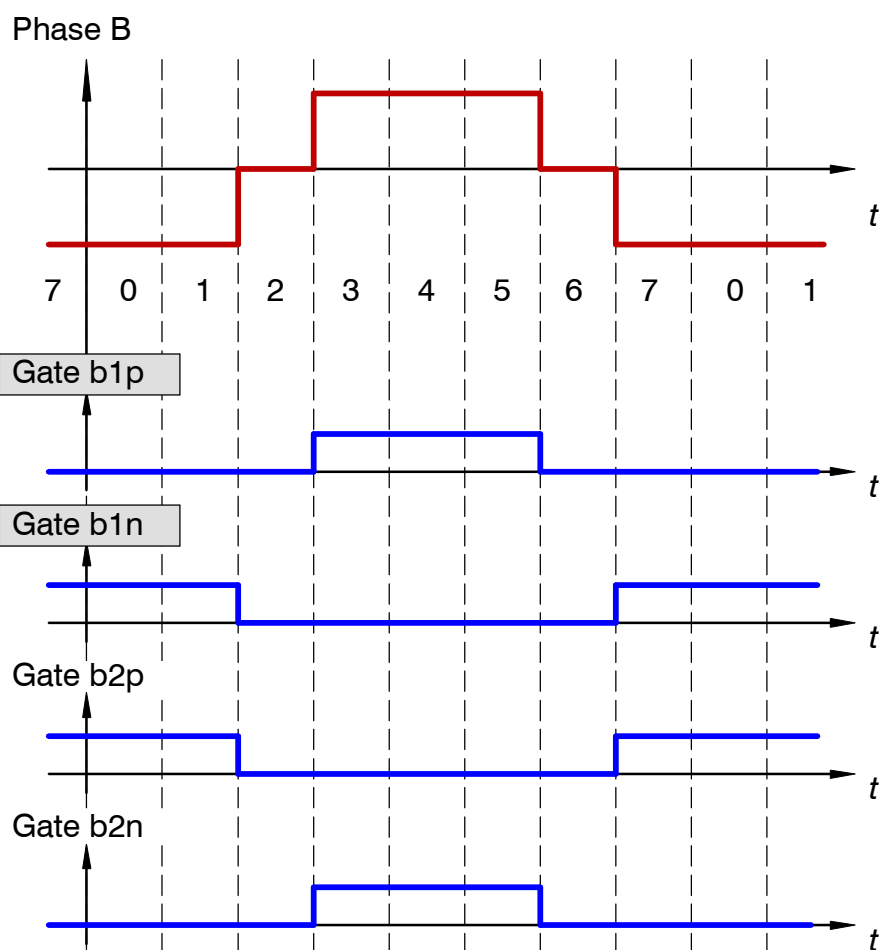 Phase B
t
7 0 1 2 3 4 5 6 7 0 1
Gate b1p
t
Gate b1n
t
Gate b2p
t
Gate b2n
t